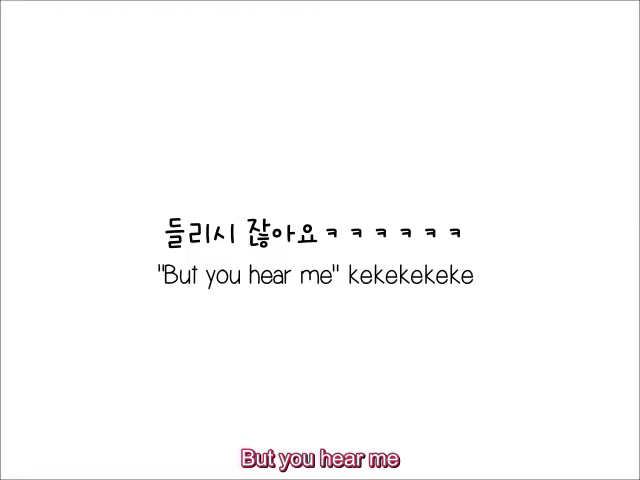 들리시 잖아요ㅋㅋㅋㅋㅋㅋ
"But you hear me" kekekekeke
But you hear me